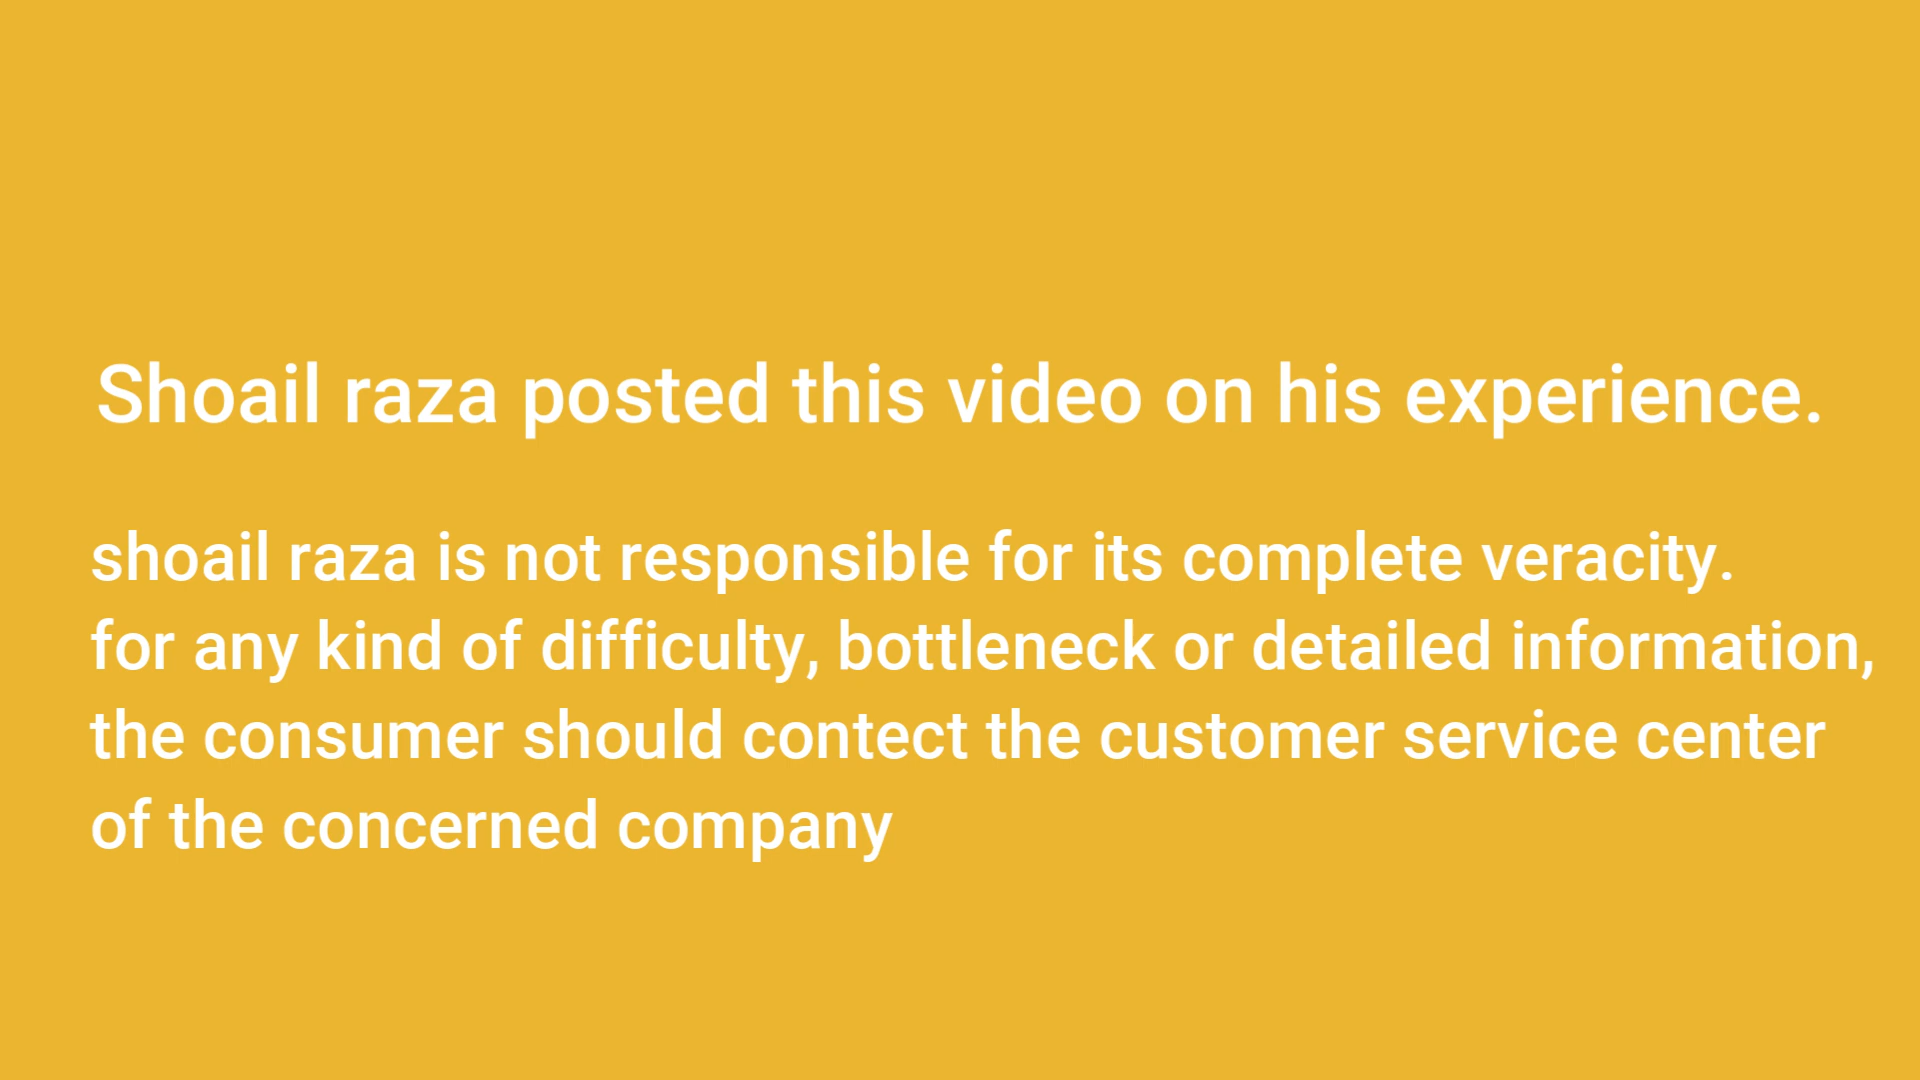 Shoail raza posted this video on his experience.
shoail raza is not responsible for its complete veracity.
for any kind of difficulty, bottleneck or detailed information,
the consumer should contect the customer service center
of the concerned company